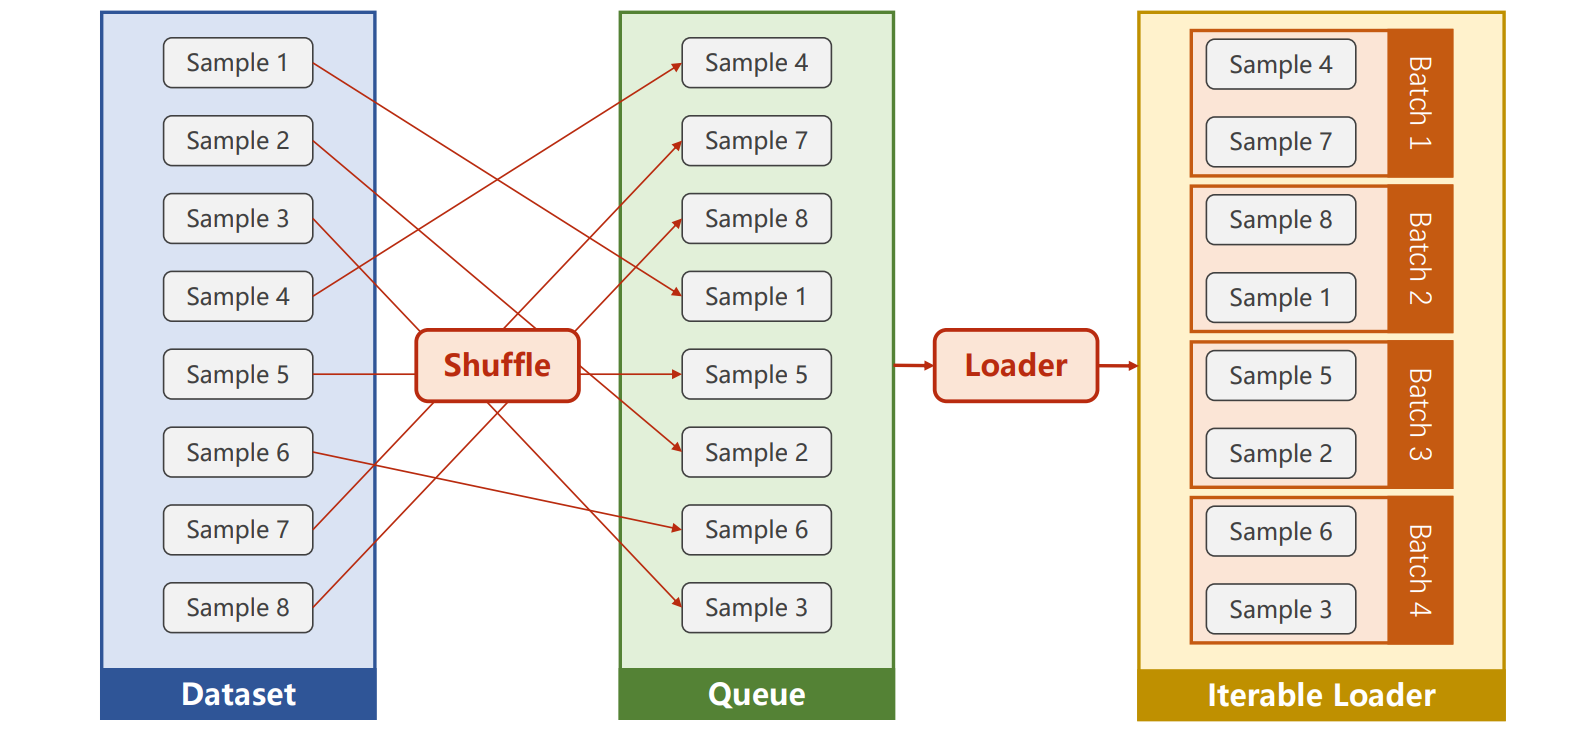 Sample 1
Sample 2
Sample 3
Sample 4
Sample 5
Sample 6
Sample 7
Sample 8
Dataset
Shuffle
Sample 4
Sample 7
Sample 8
Sample 1
Sample 5
Sample 2
Sample 6
Sample 3
Queue
Loader
Sample 4
Sample 7
Batch 1
Sample 8
Sample 1
Batch 2
Sample 5
Sample 2
Batch 3
Sample 6
Sample 3
Batch 4
Iterable Loader